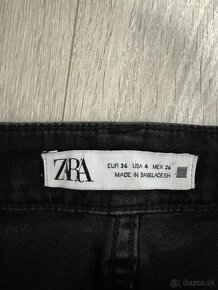 ZARA
EUR 36 USA 4 MEX 26
MADE IN BANGLADESH
Bazos.sk